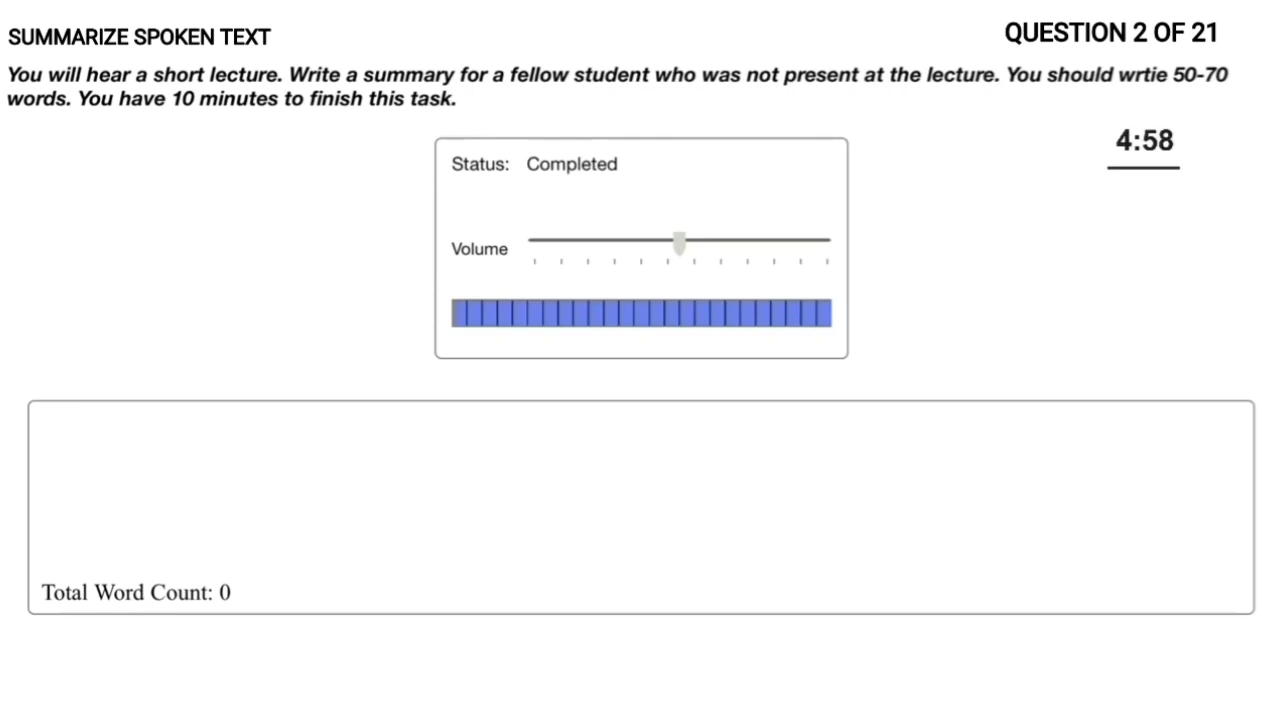 SUMMARIZE SPOKEN TEXT
QUESTION 2 OF 21
You will hear a short lecture. Write a summary for a fellow student who was not present at the lecture. You should wrtie 50-70
words. You have 10 minutes to finish this task.
4:58
Status: Completed
Volume
Total Word Count: 0